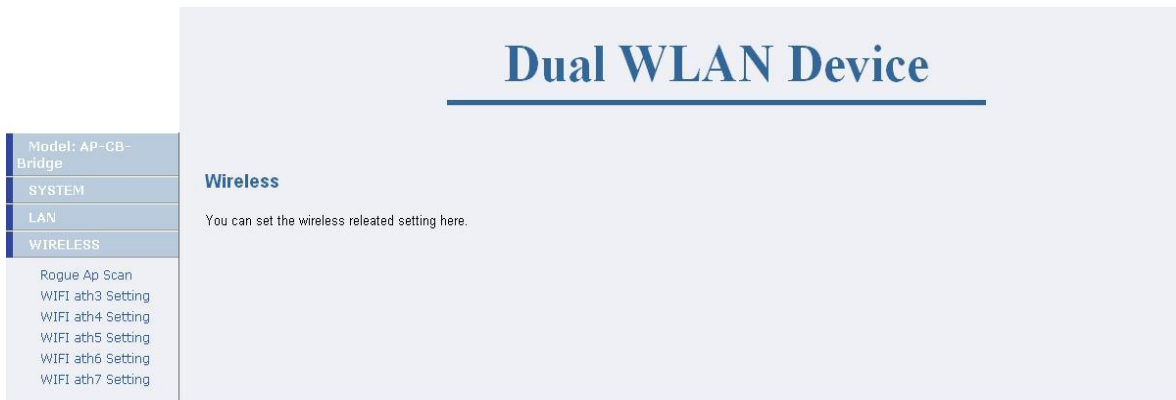 Dual WLAN Device
Model: AP-CB-
Bridge
SYSTEM
LAN
WIRELESS
Rogue Ap Scan
WIFI ath3 Setting
WIFI ath4 Setting
WIFI ath5 Setting
WIFI ath6 Setting
WIFI ath7 Setting
Wireless
You can set the wireless releated setting here.